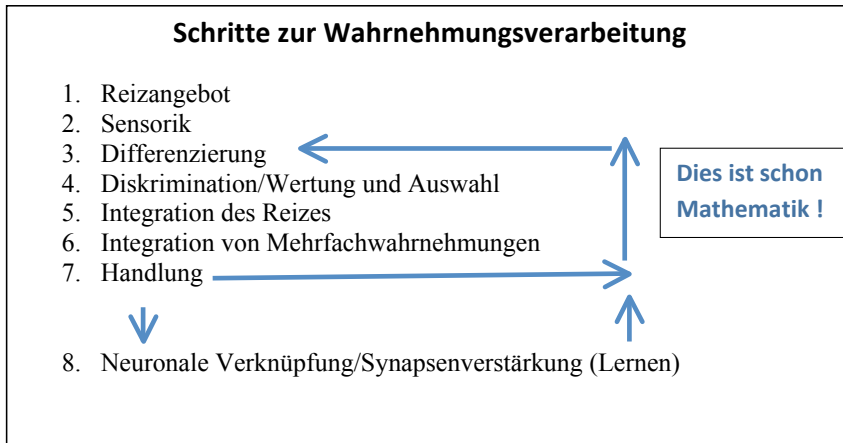 Schritte zur Wahrnehmungsverarbeitung
1. Reizangebot
2. Sensorik
3. Differenzierung
4. Diskrimination/Wertung und Auswahl
5. Integration des Reizes
6. Integration von Mehrfachwahrnehmungen
7. Handlung
8. Neuronale Verknüpfung/Synapsenverstärkung (Lernen)
Dies ist schon
Mathematik !